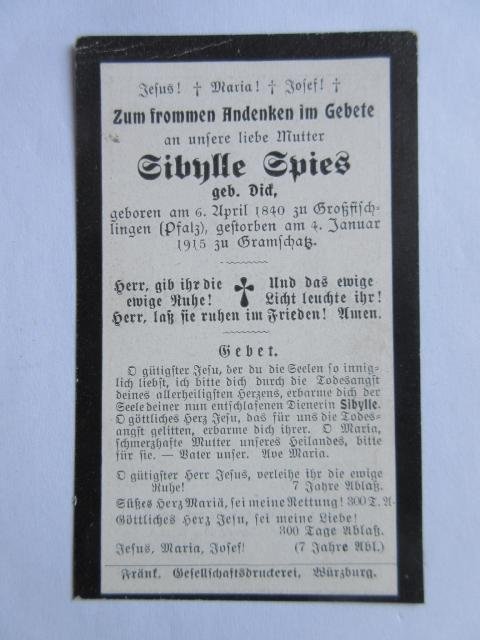 Jesus! † Maria! † Josef! †
Zum frommen Andenken im Gebete
an unsere liebe Mutter
Sibylle Spies
geb. Dick,
geboren am 6. April 1840 zu Großfisch-
lingen (Pfalz), gestorben am 4. Januar
1915 zu Gramschatz.
Herr, gib ihr die ewige Ruhe! † Und das ewige Licht leuchte ihr!
Herr, laß sie ruhen im Frieden! Amen.
Gebet.
O gütigster Jesu, der du die Seelen so innig-
lich liebst, ich bitte dich durch die Todesangst
deines allerheiligsten Herzens, erbarme dich der
Seele deiner nun entschlafenen Dienerin Sibylle.
O göttliches Herz Jesu, das für uns die Todes-
angst gelitten, erbarme dich ihrer. O Maria,
schmerzhafte Mutter unseres Heilandes, bitte
für sie. — Vater unser. Ave Maria.
O gütigster Herr Jesus, verleihe ihr die ewige
Ruhe! 7 Jahre Ablaß.
Süßes Herz Mariä, sei meine Rettung! 300 T. A.
Göttliches Herz Jesu, sei meine Liebe!
300 Tage Ablaß.
Jesus, Maria, Josef! (7 Jahre Abl.)
Fränk. Gesellschaftsdruckerei, Würzburg.